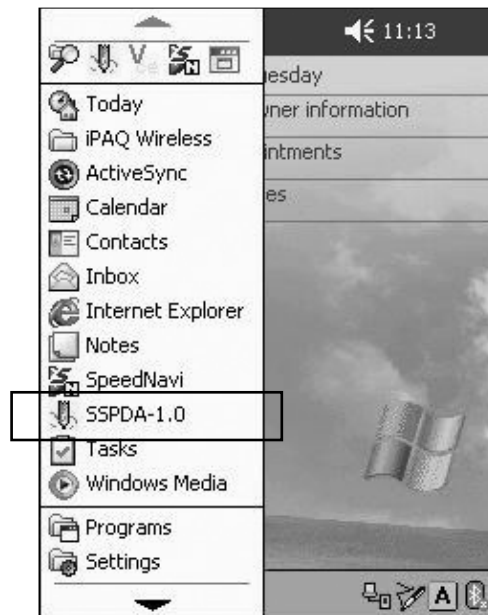 11:13
esday
ner information
intments
es
Today
iPAQ Wireless
ActiveSync
Calendar
Contacts
Inbox
Internet Explorer
Notes
SpeedNavi
SSPDA-1.0
Tasks
Windows Media
Programs
Settings
A